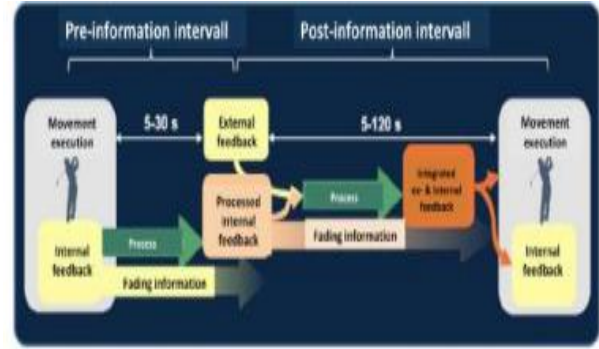 Pre-information intervall
Post-information intervall
Movement
execution
5-30 s
External
feedback
5-120 s
Movement
execution
Internal
feedback
Process
Processed
internal
feedback
Process
Integrated
ex- & internal
feedback
Internal
feedback
Fading information
Fading information